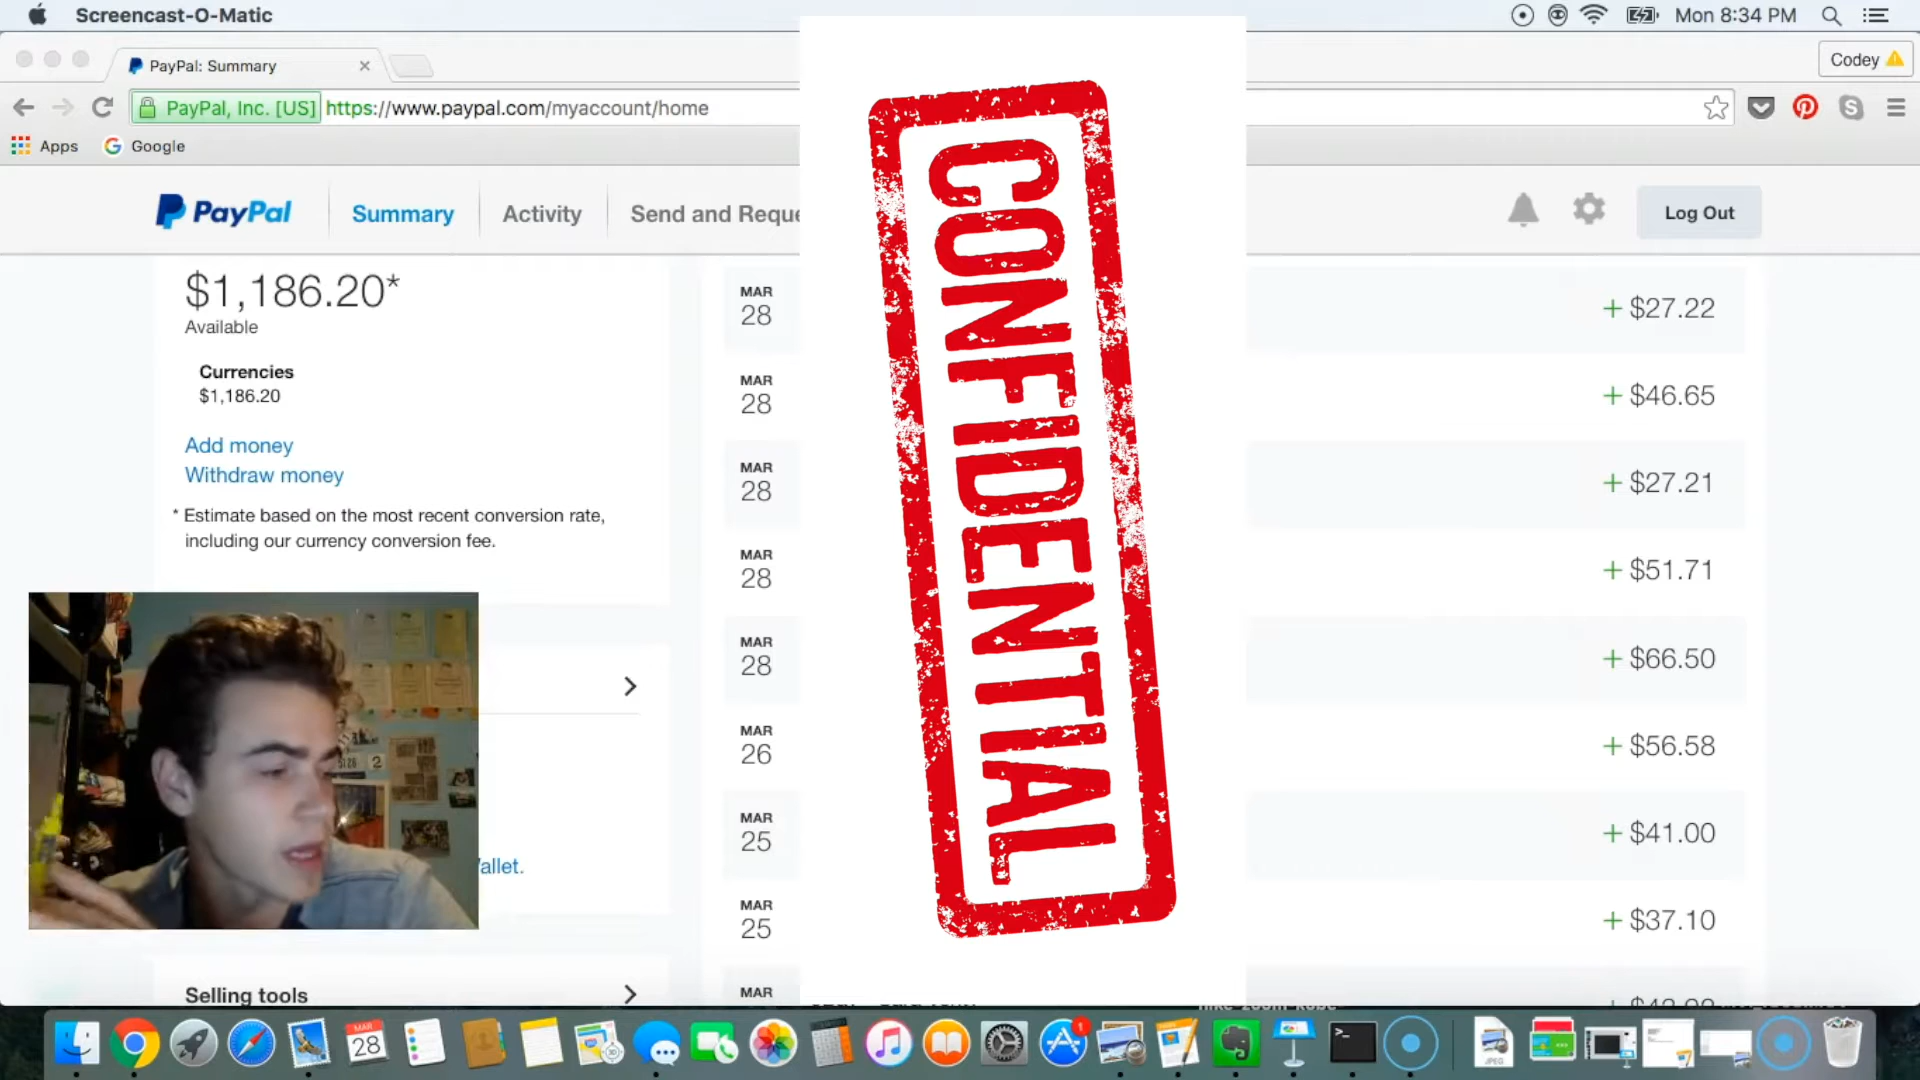 Screencast-O-Matic
Mon 8:34 PM
PayPal: Summary
Codey
PayPal, Inc. [US] https://www.paypal.com/myaccount/home
Apps Google
PayPal Summary Activity Send and Reque
Log Out
$1,186.20*
Available
Currencies
$1,186.20
Add money
Withdraw money
* Estimate based on the most recent conversion rate,
including our currency conversion fee.
allet.
Selling tools
MAR
28
+ $27.22
MAR
28
+ $46.65
MAR
28
+ $27.21
MAR
28
+ $51.71
MAR
28
+ $66.50
MAR
26
+ $56.58
MAR
25
+ $41.00
MAR
25
+ $37.10
MAR
CONFIDENTIAL
MAR
28
JPEG